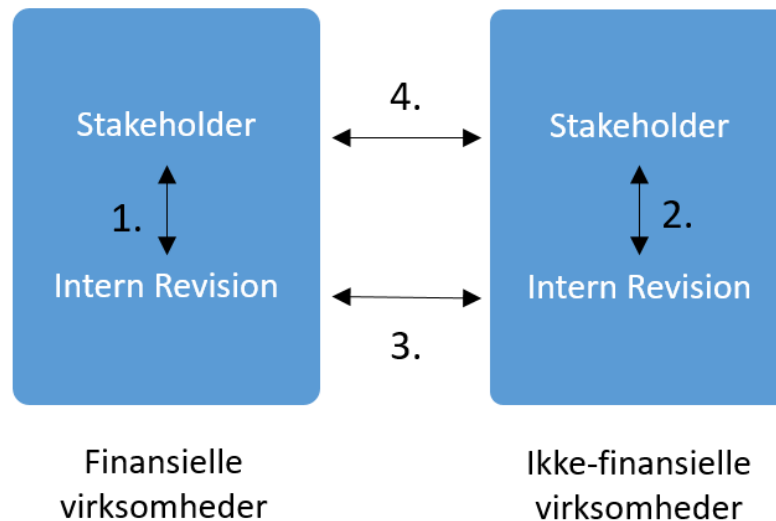 4.
Stakeholder
Stakeholder
1.
2.
Intern Revision
Intern Revision
3.
Finansielle
virksomheder
Ikke-finansielle
virksomheder